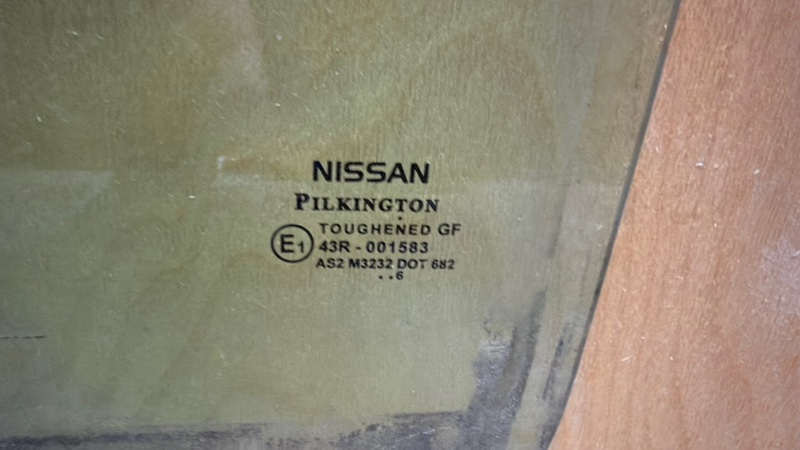 NISSAN
PILKINGTON
.
E1
TOUGHENED GF
43R - 001583
AS2 M3232 DOT 682
..6